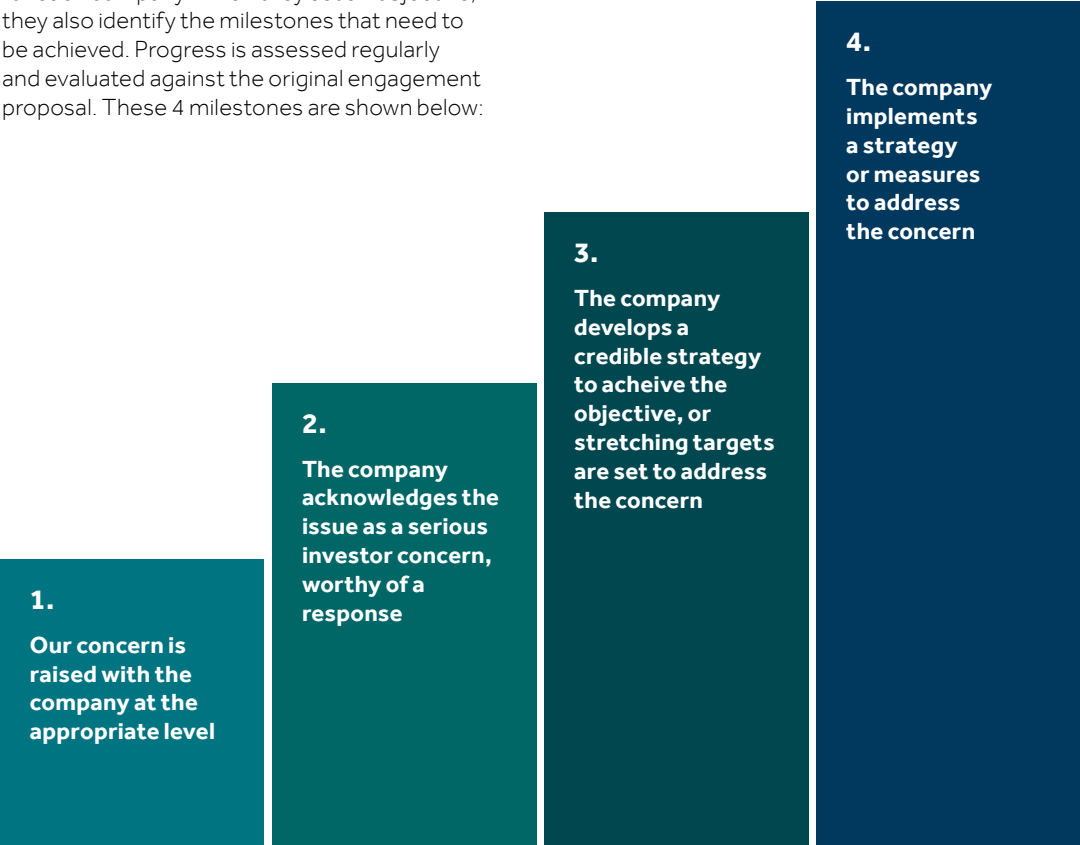 they also identify the milestones that need to
be achieved. Progress is assessed regularly
and evaluated against the original engagement
proposal. These 4 milestones are shown below:
1.
Our concern is
raised with the
company at the
appropriate level
2.
The company
acknowledges the
issue as a serious
investor concern,
worthy of a
response
3.
The company
develops a
credible strategy
to acheive the
objective, or
stretching targets
are set to address
the concern
4.
The company
implements
a strategy
or measures
to address
the concern